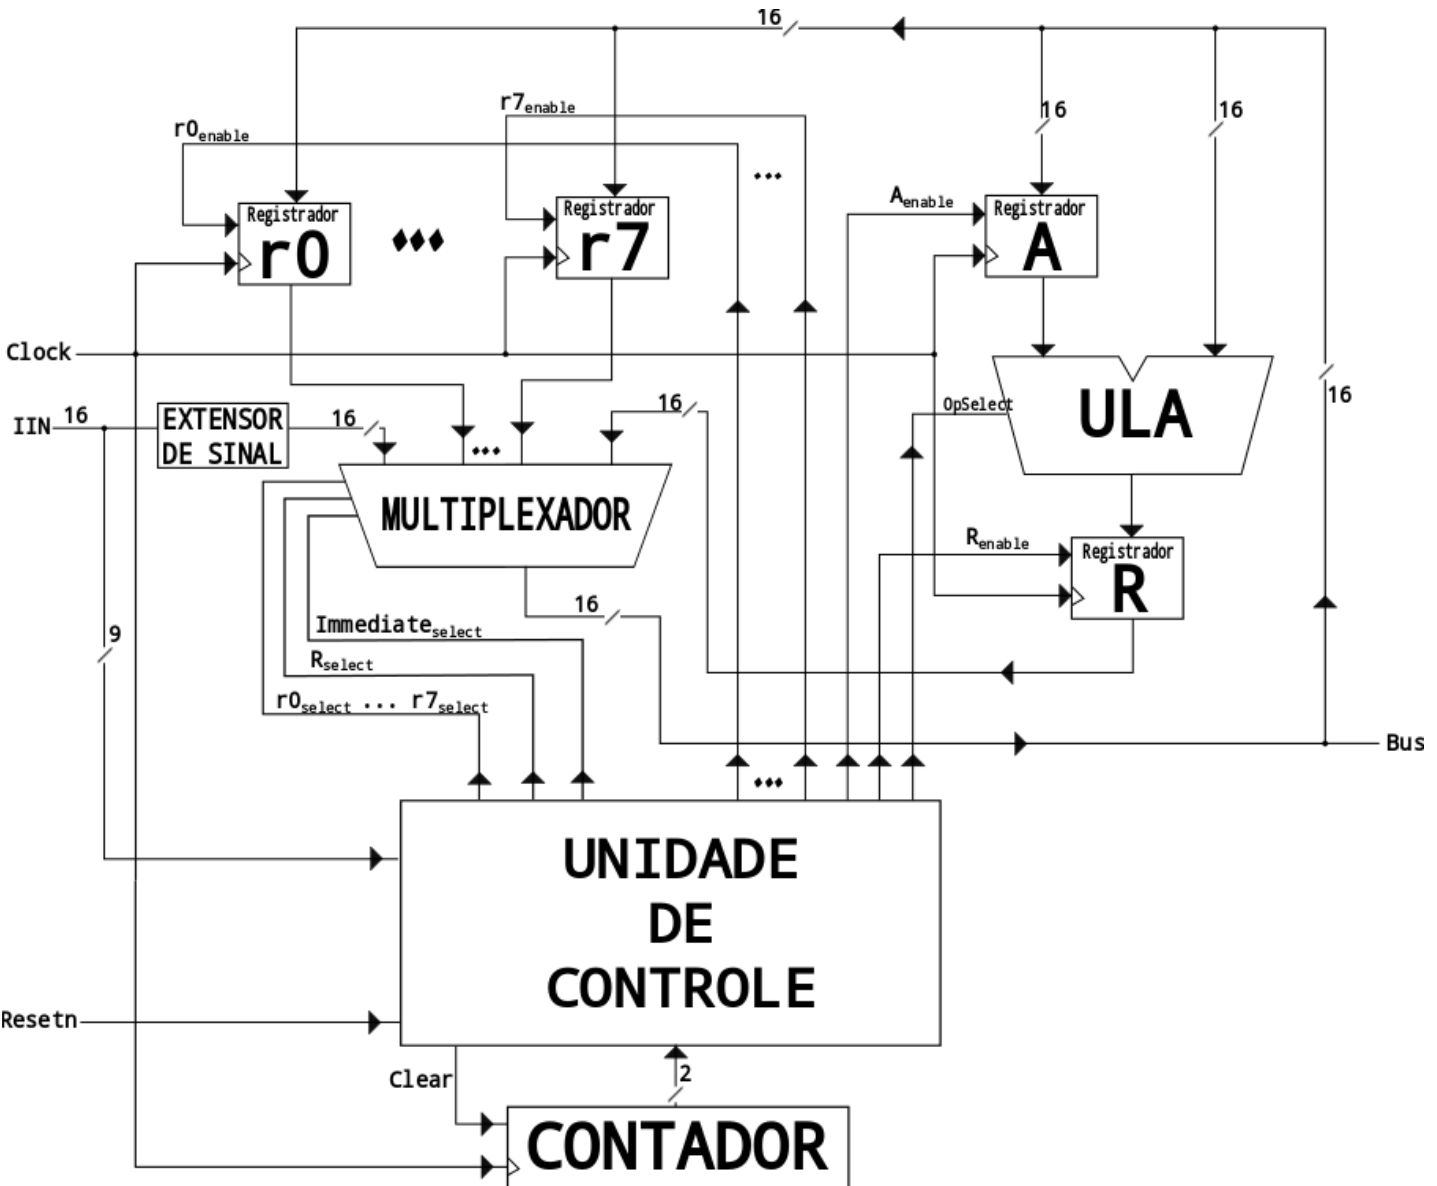 16
r7enable
r0enable
16
16
Aenable
Registrador
r0
Registrador
r7
Registrador
A
Clock
IIN
16
EXTENSOR
DE SINAL
16
16
OpSelect
ULA
16
MULTIPLEXADOR
Renable
Registrador
R
16
9
Immediateselect
Rselect
r0select ... r7select
Bus
UNIDADE
DE
CONTROLE
Resetn
Clear
2
CONTADOR